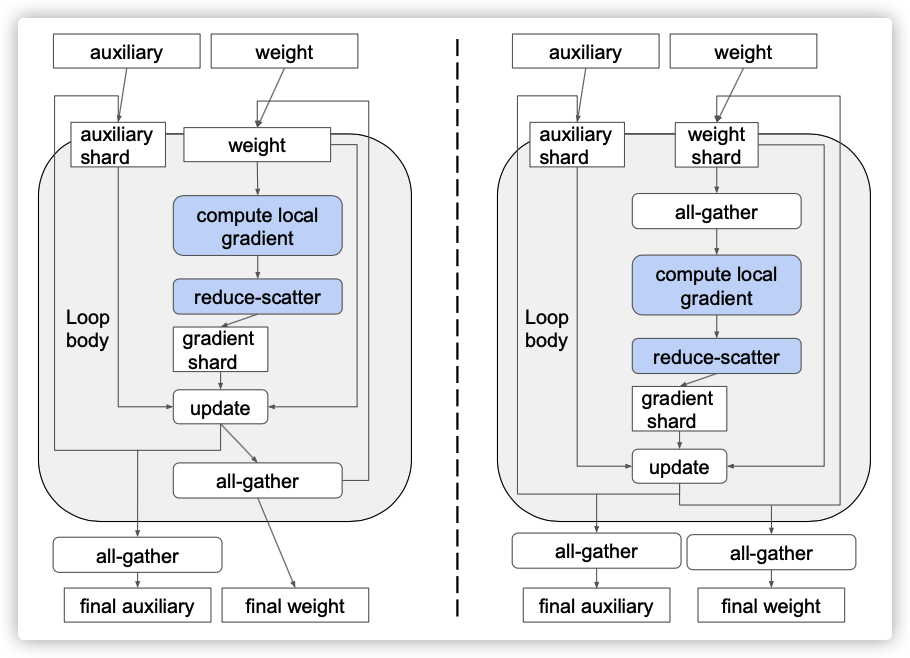 auxiliary
weight
auxiliary
shard
weight
compute local
gradient
reduce-scatter
Loop
body
gradient
shard
update
all-gather
all-gather
final auxiliary
final weight
auxiliary
weight
auxiliary
shard
weight
shard
all-gather
compute local
gradient
Loop
body
reduce-scatter
gradient
shard
update
all-gather
all-gather
final auxiliary
final weight